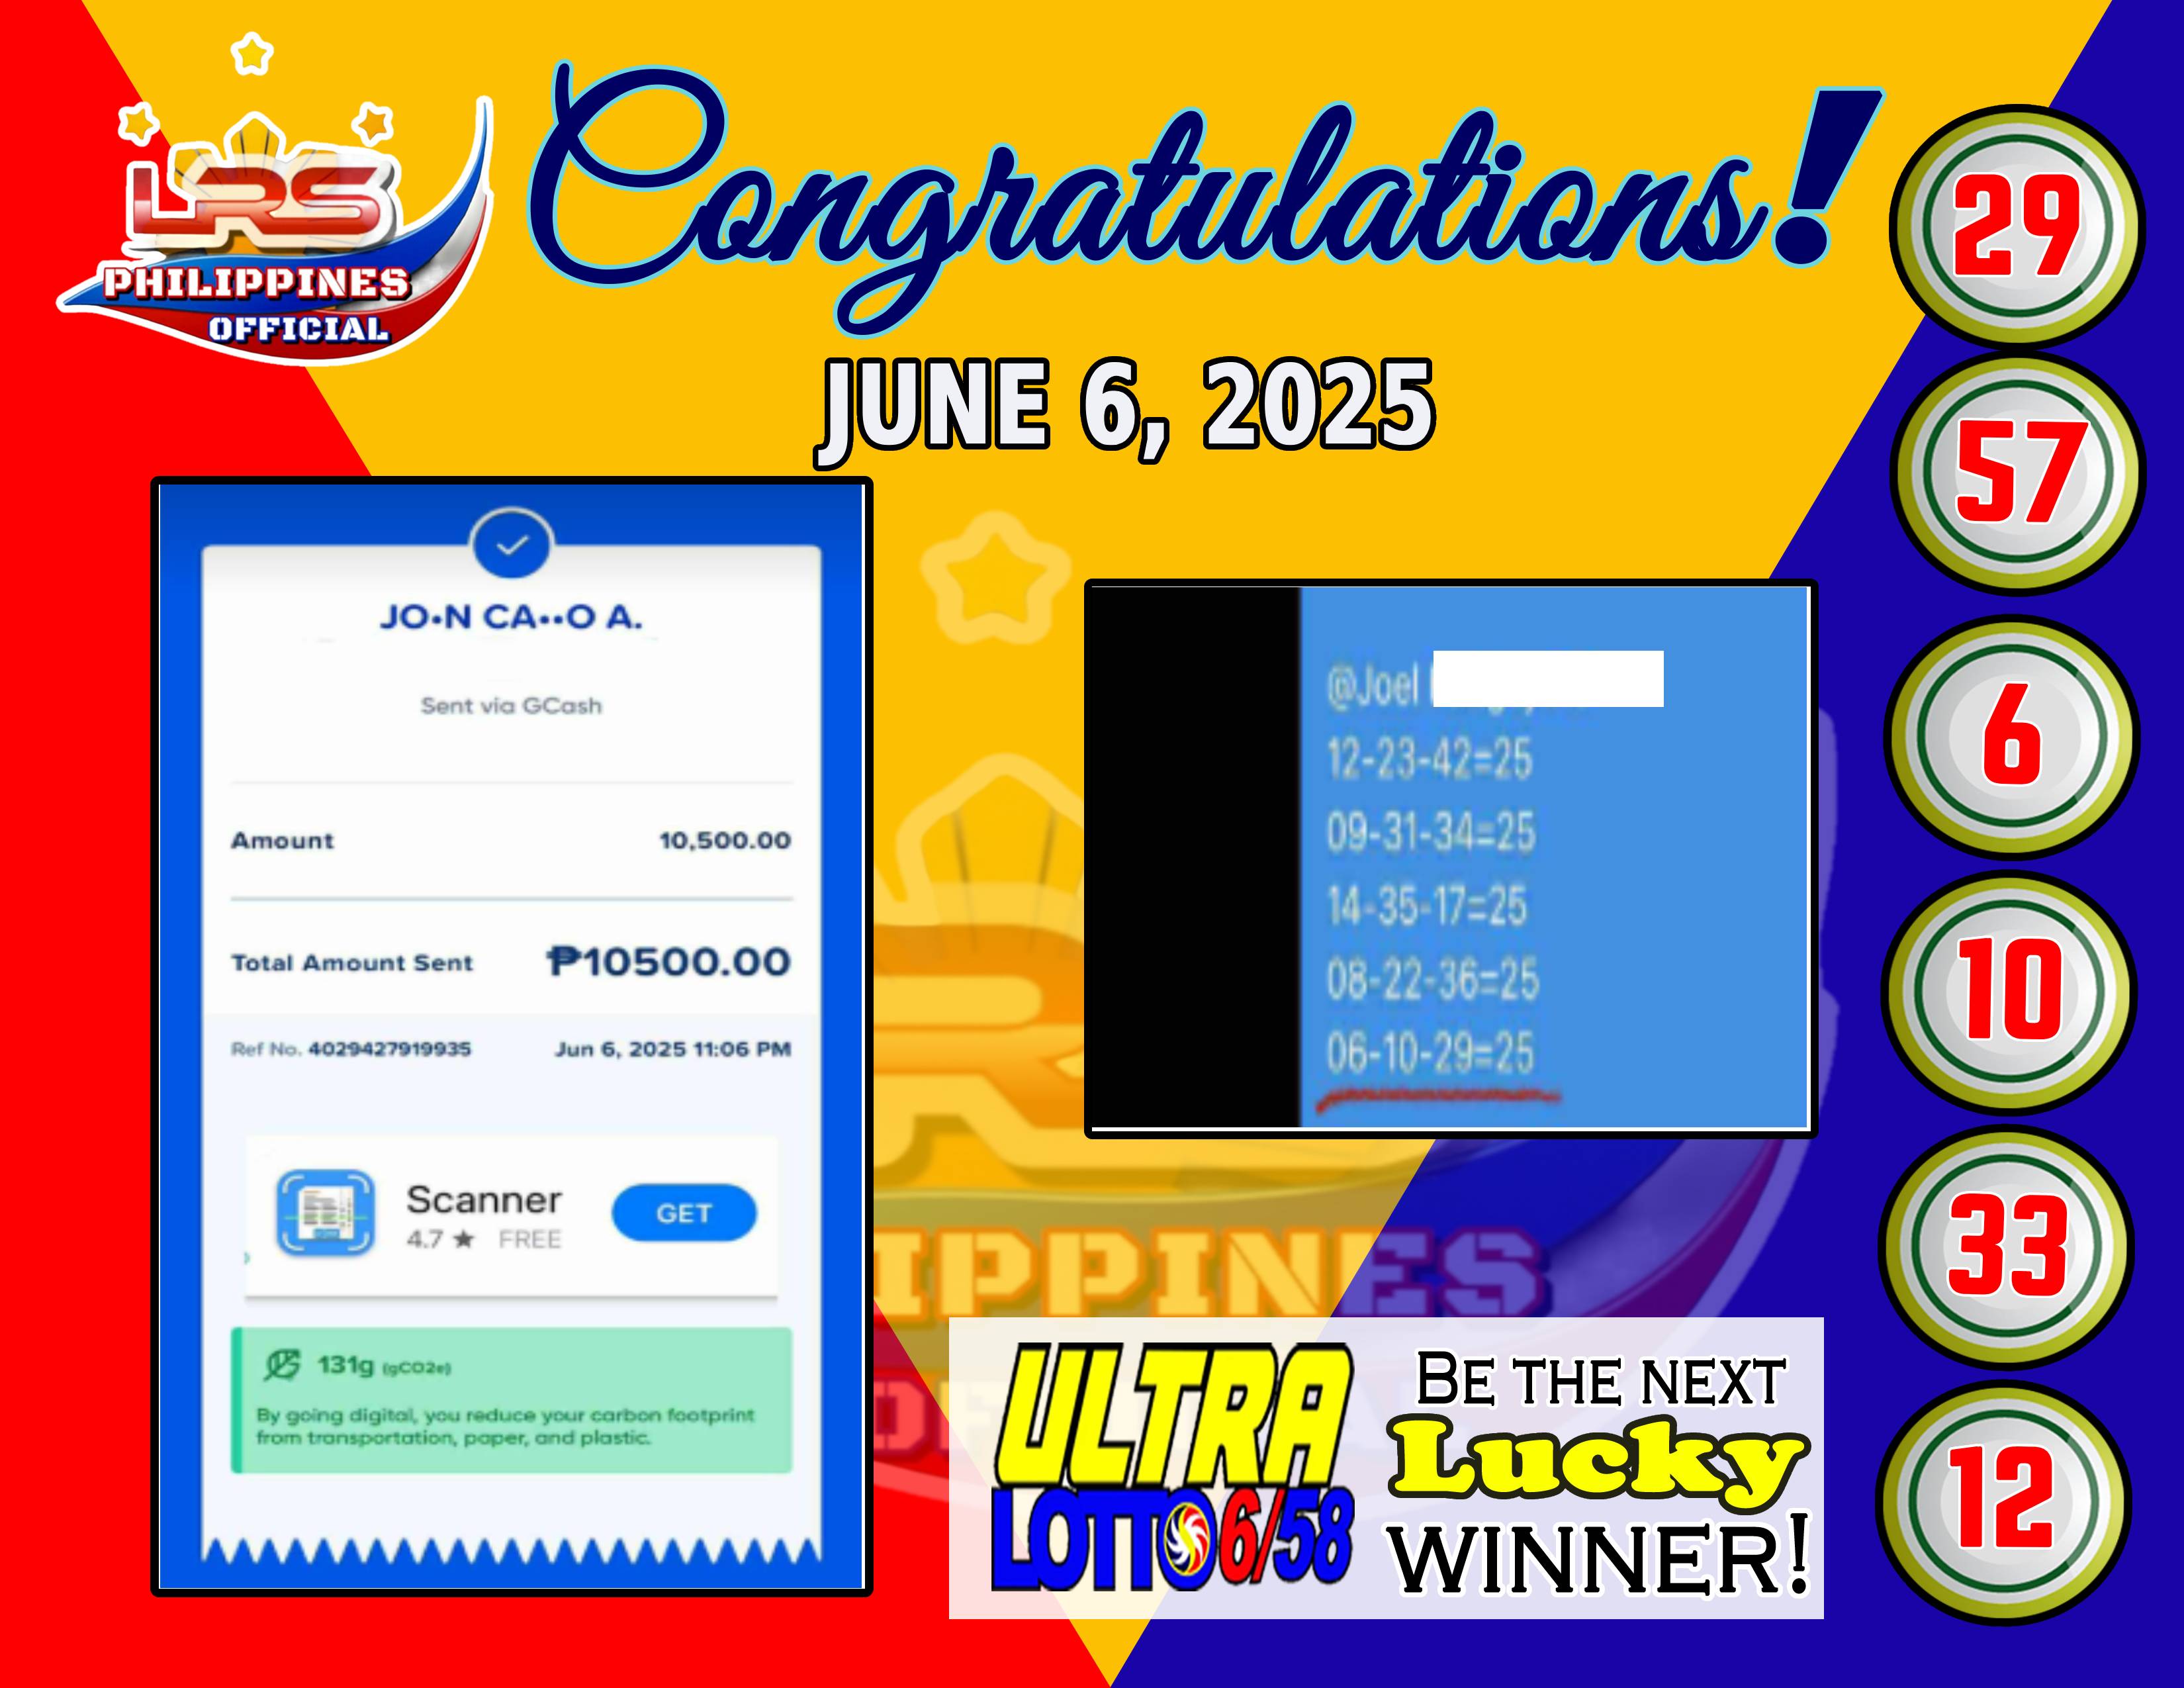 LRS
PHILIPPINES
OFFICIAL
Congratulations!
JUNE 6, 2025
JO•N CA••O A.
Sent via GCash
Amount 10,500.00
Total Amount Sent ₱10500.00
Ref No. 4029427919935 Jun 6, 2025 11:06 PM
Scanner
4.7 ★ FREE
GET
131g (gCO2e)
By going digital, you reduce your carbon footprint
from transportation, paper, and plastic.
@Joel
12-23-42=25
09-31-34=25
14-35-17=25
08-22-36=25
06-10-29=25
ULTRA
LOTTO 6/58
BE THE NEXT
Lucky
WINNER!
29
57
6
10
33
12